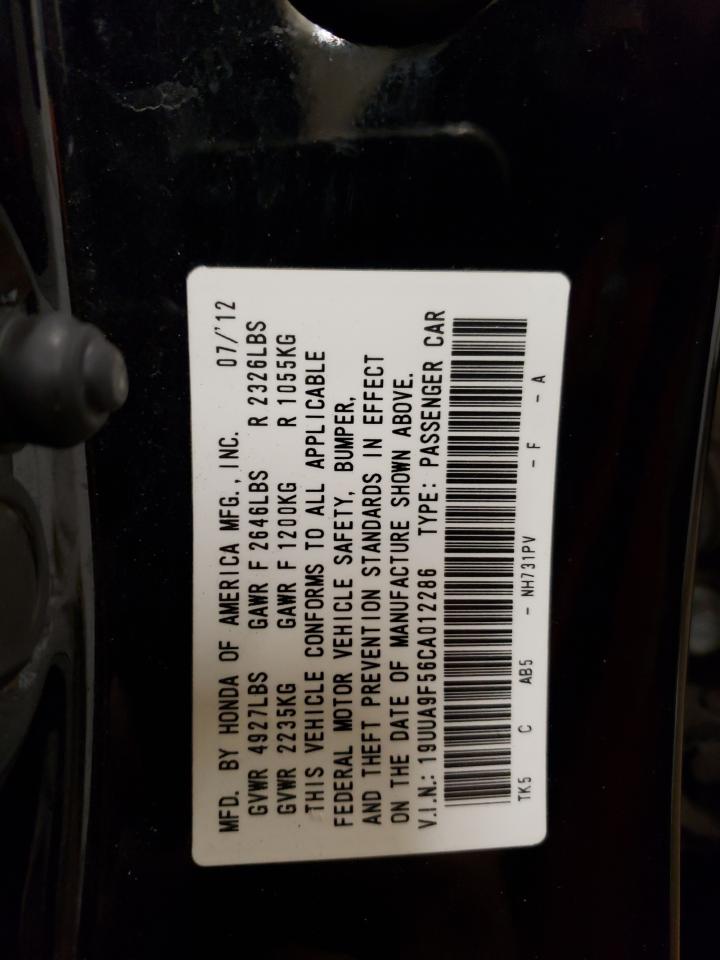 MFD. BY HONDA OF AMERICA MFG., INC. 07/'12
GVWR 4927LBS GAWR F 2646LBS R 2326LBS
GVWR 2235KG GAWR F 1200KG R 1055KG
THIS VEHICLE CONFORMS TO ALL APPLICABLE
FEDERAL MOTOR VEHICLE SAFETY, BUMPER,
AND THEFT PREVENTION STANDARDS IN EFFECT
ON THE DATE OF MANUFACTURE SHOWN ABOVE.
V.I.N.: 19UUA9F56CA012286 TYPE: PASSENGER CAR
TK5 C AB5 - NH731PV - F - A